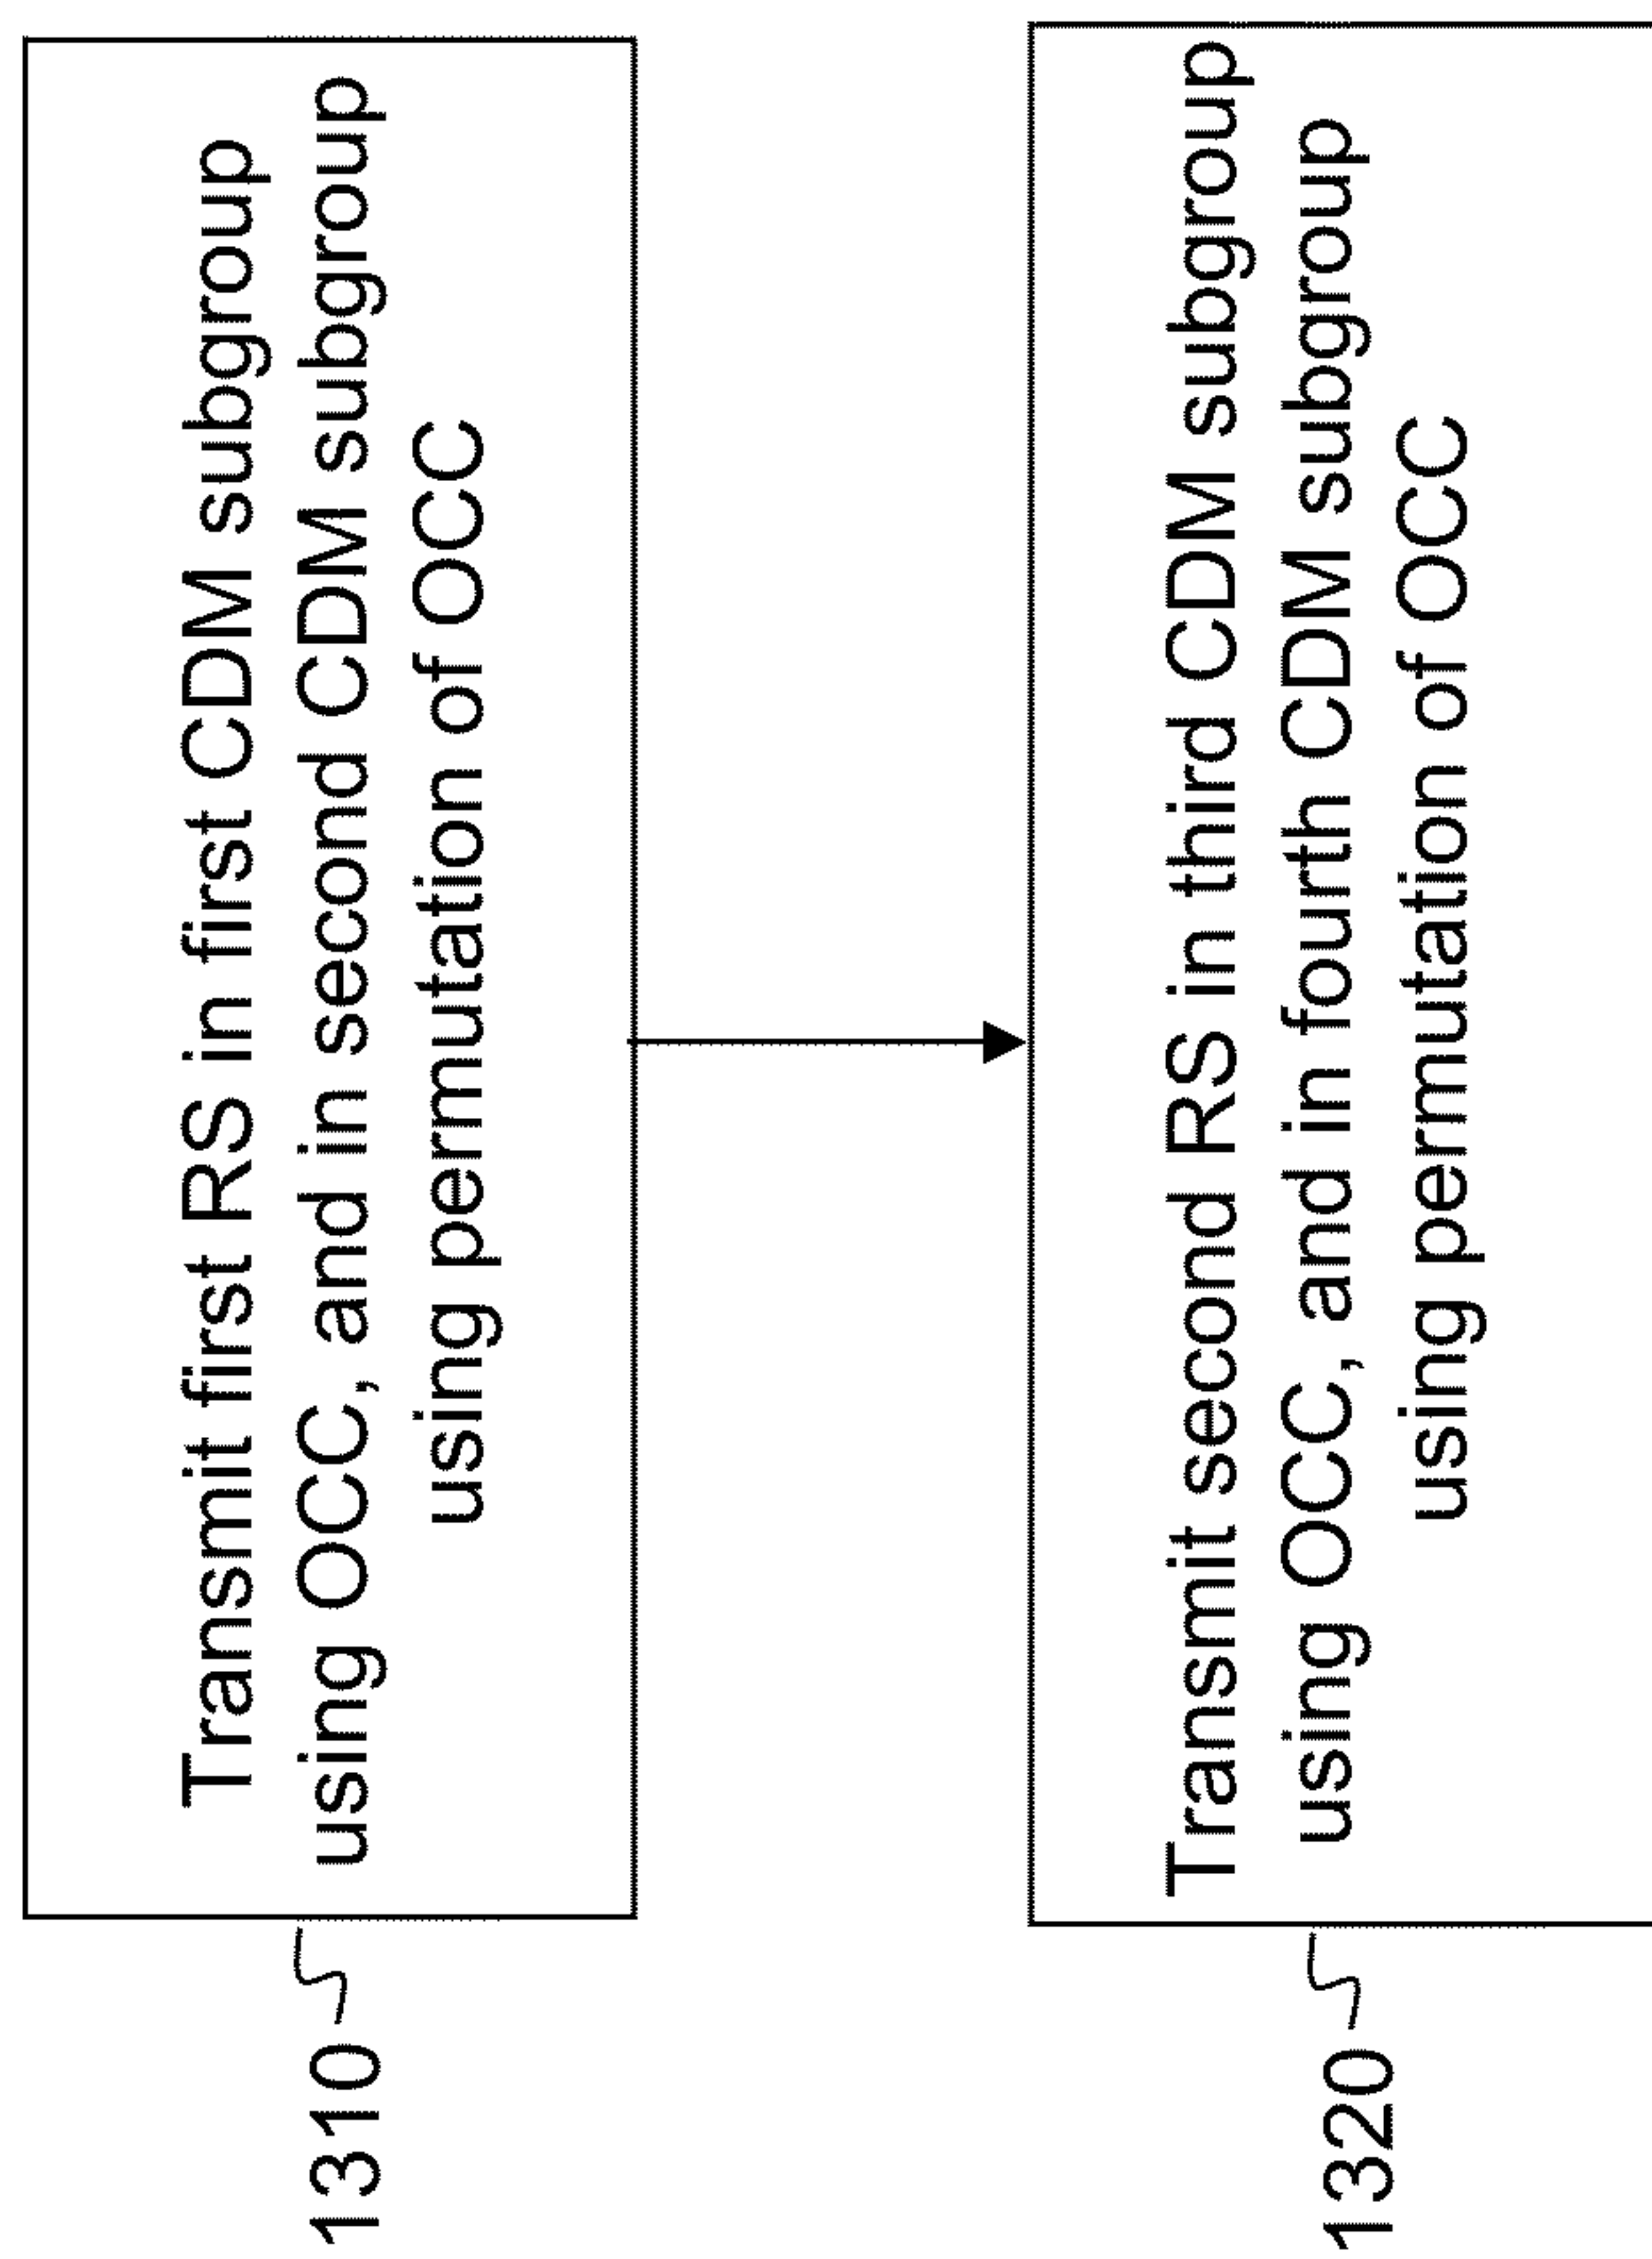 Transmit first RS in first CDM subgroup
using OCC, and in second CDM subgroup
using permutation of OCC
1310
Transmit second RS in third CDM subgroup
using OCC, and in fourth CDM subgroup
using permutation of OCC
1320